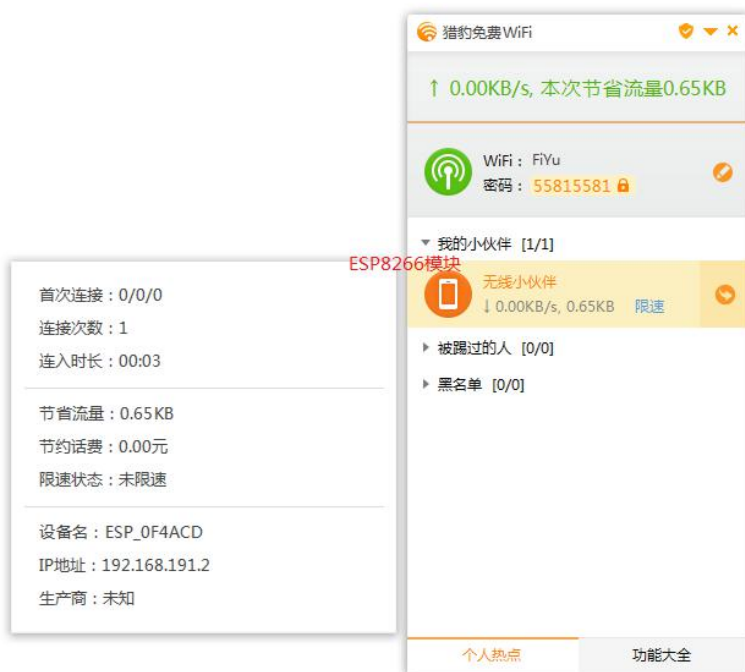 猎豹免费WiFi
↑ 0.00KB/s, 本次节省流量0.65KB
WiFi： FiYu
密码： 55815581
我的小伙伴 [1/1]
ESP8266模块
无线小伙伴
↓0.00KB/s, 0.65KB 限速
被踢过的人 [0/0]
黑名单 [0/0]
个人热点 功能大全
首次连接：0/0/0
连接次数：1
连入时长：00:03
节省流量：0.65KB
节约话费：0.00元
限速状态：未限速
设备名：ESP_0F4ACD
IP地址：192.168.191.2
生产商：未知